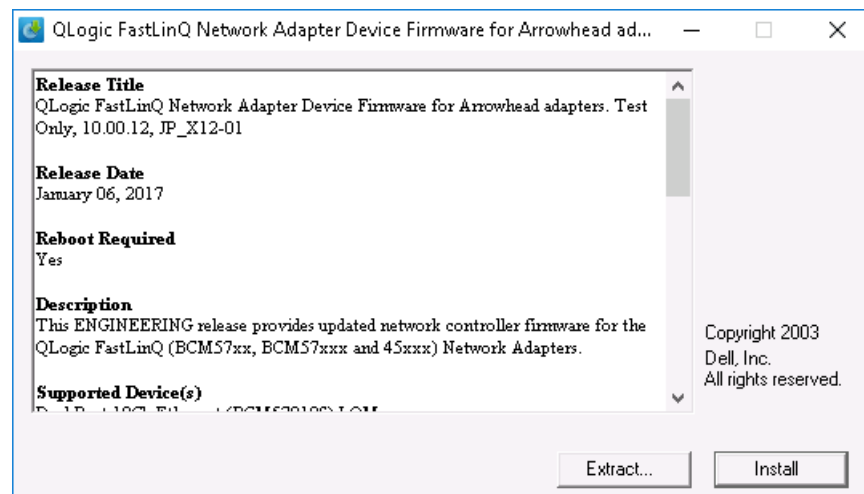 QLogic FastLinQ Network Adapter Device Firmware for Arrowhead ad...
Release Title
QLogic FastLinQ Network Adapter Device Firmware for Arrowhead adapters. Test
Only, 10.00.12, JP_X12-01
Release Date
January 06, 2017
Reboot Required
Yes
Description
This ENGINEERING release provides updated network controller firmware for the
QLogic FastLinQ (BCM57xx, BCM57xxx and 45xxx) Network Adapters.
Supported Device(s)
Copyright 2003
Dell, Inc.
All rights reserved.
Extract...
Install